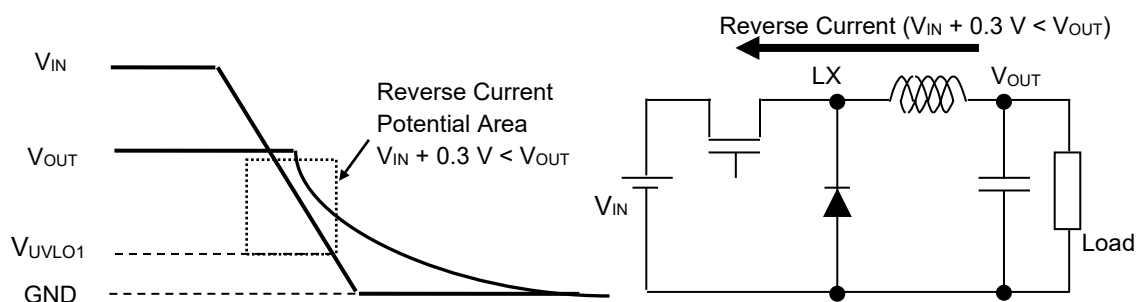 VIN
VOUT
VUVLO1
GND
Reverse Current
Potential Area
VIN + 0.3 V < VOUT
Reverse Current (VIN + 0.3 V < VOUT)
LX
VOUT
VIN
Load